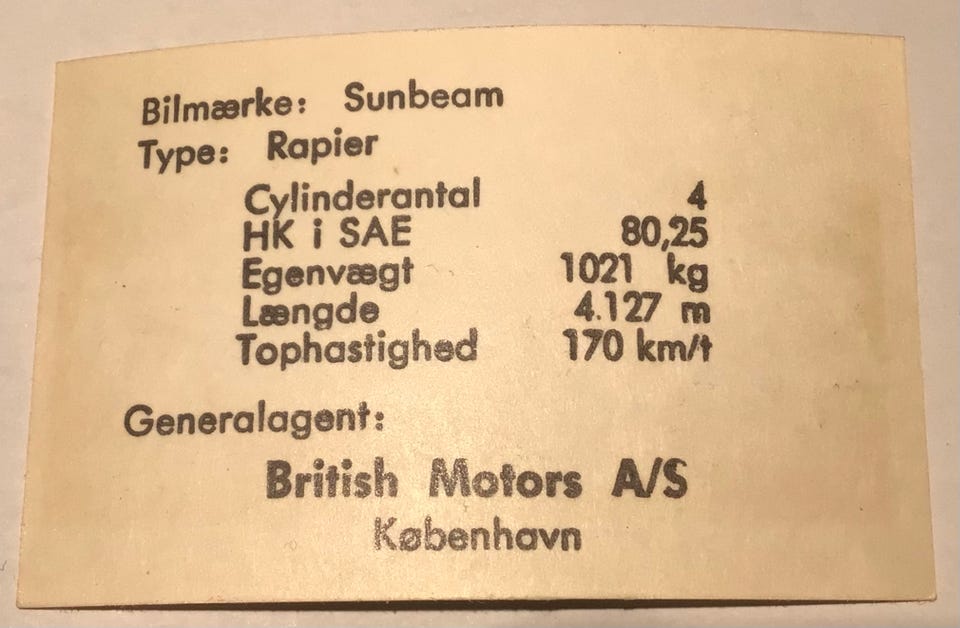 Bilmærke: Sunbeam
Type: Rapier
Cylinderantal 4
HK i SAE 80,25
Egenvægt 1021 kg
Længde 4.127 m
Tophastighed 170 km/t
Generalagent:
British Motors A/S
København